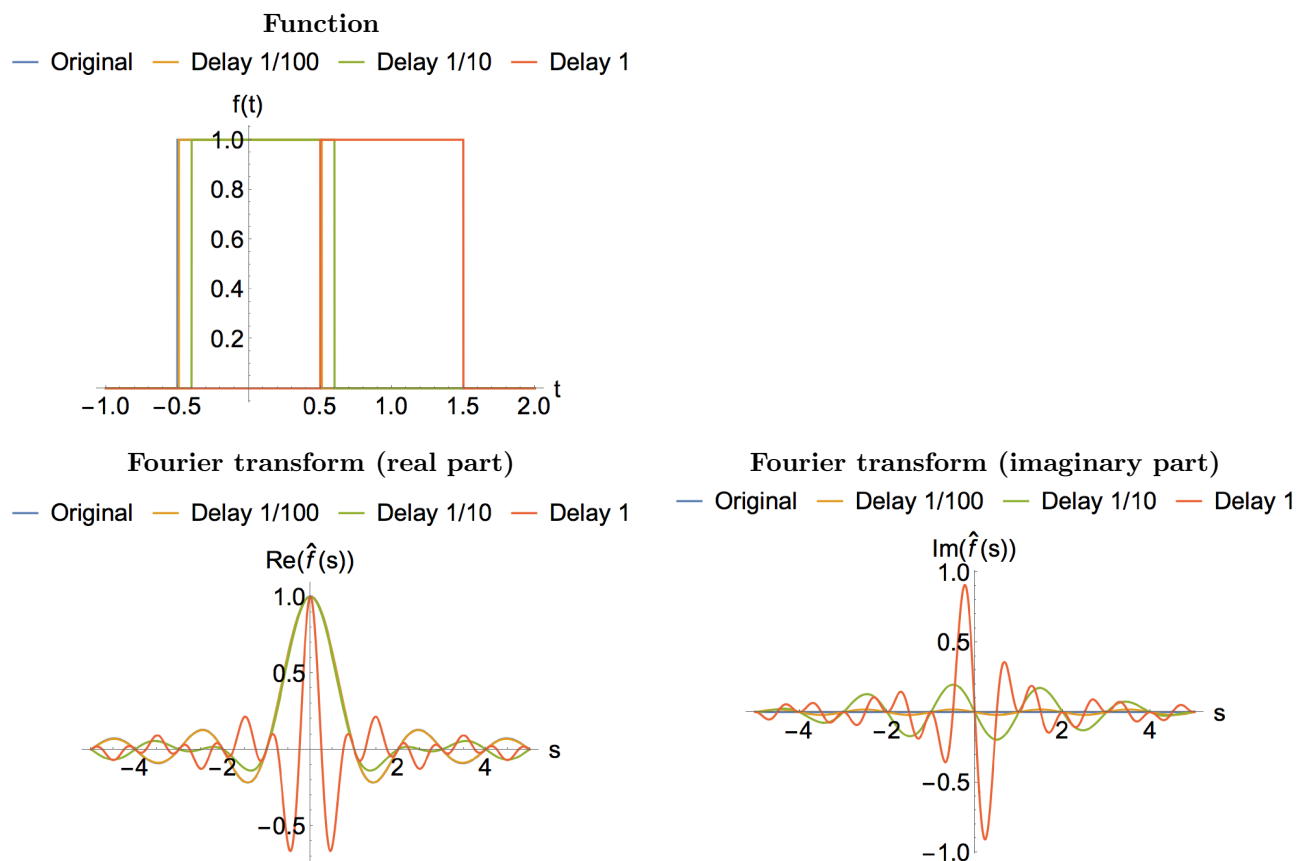 Function
Original Delay 1/100 Delay 1/10 Delay 1
f(t)
1.0
0.8
0.6
0.4
0.2
t
−1.0 −0.5 0.5 1.0 1.5 2.0
Fourier transform (real part)
Original Delay 1/100 Delay 1/10 Delay 1
Re(f̂(s))
1.0
0.5
s
−4 −2 2 4
−0.5
Fourier transform (imaginary part)
Original Delay 1/100 Delay 1/10 Delay 1
Im(f̂(s))
1.0
0.5
s
−4 −2 2 4
−0.5
−1.0